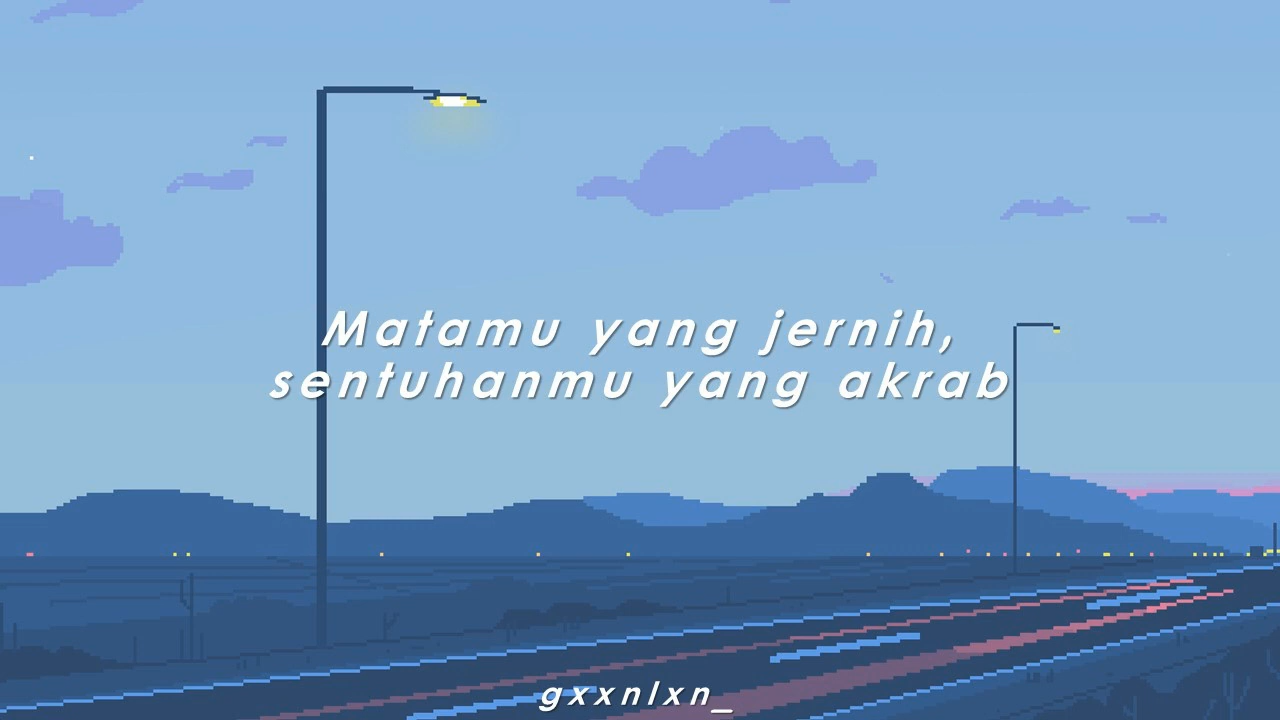 Matamu yang jernih,
sentuhanmu yang akrab
gxxnlxn_